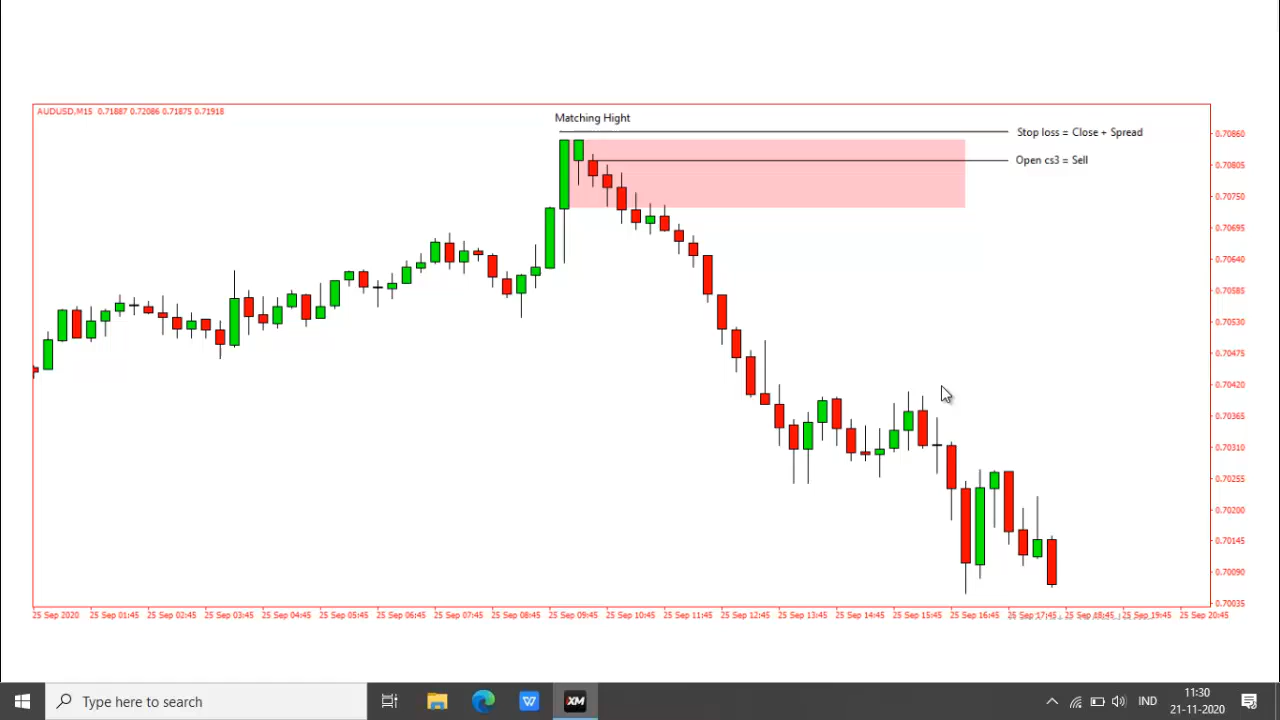 AUDUSD,M15 0.71887 0.72086 0.71875 0.71918
Matching Hight
Stop loss = Close + Spread
Open cs3 = Sell
0.70860
0.70805
0.70750
0.70695
0.70640
0.70585
0.70530
0.70475
0.70420
0.70365
0.70310
0.70255
0.70200
0.70145
0.70090
0.70035
25 Sep 2020 25 Sep 01:45 25 Sep 02:45 25 Sep 03:45 25 Sep 04:45 25 Sep 05:45 25 Sep 06:45 25 Sep 07:45 25 Sep 08:45 25 Sep 09:45 25 Sep 10:45 25 Sep 11:45 25 Sep 12:45 25 Sep 13:45 25 Sep 14:45 25 Sep 15:45 25 Sep 16:45 25 Sep 17:45 25 Sep 18:45 25 Sep 19:45 25 Sep 20:45
Type here to search
W
XM
IND
11:30
21-11-2020